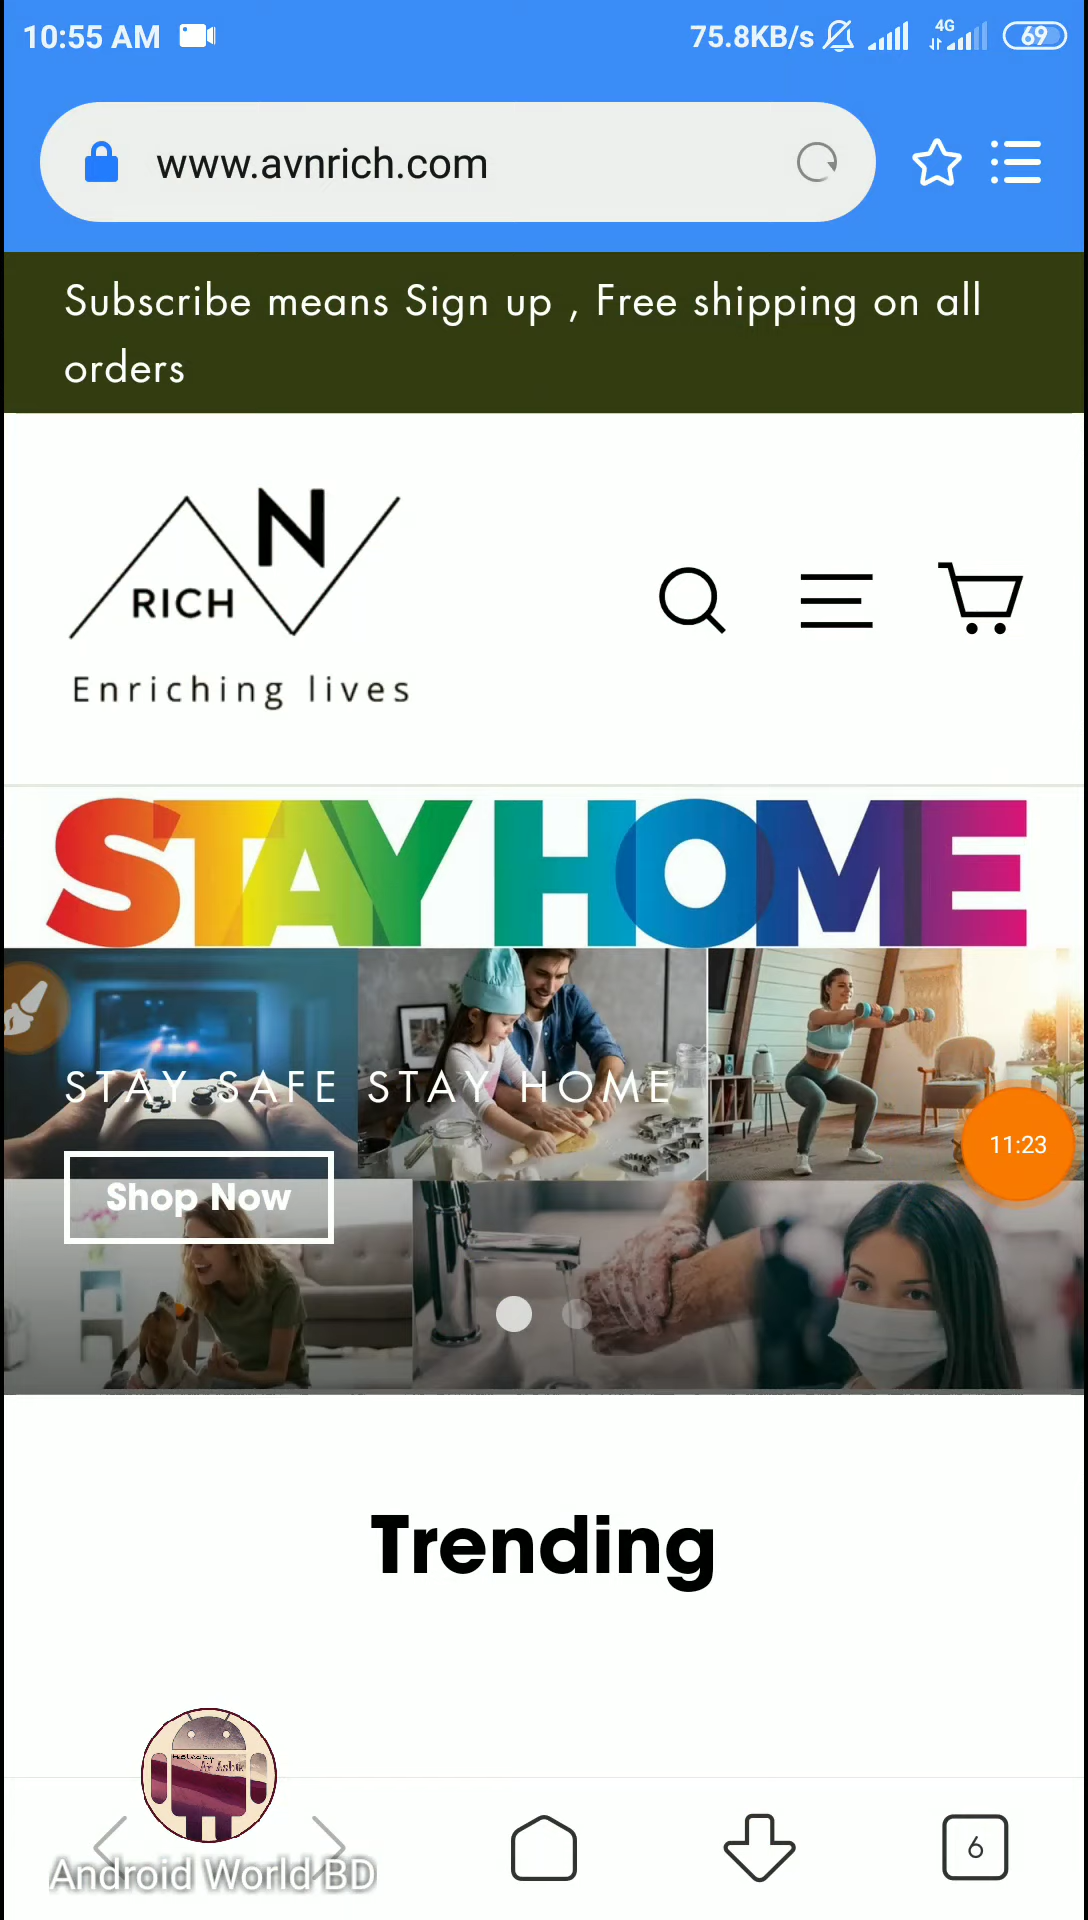 10:55 AM
75.8KB/s 4G 69
www.avnrich.com
Subscribe means Sign up , Free shipping on all
orders
N
RICH
Enriching lives
STAY HOME
STAY SAFE STAY HOME
11:23
Shop Now
Trending
6
Android World BD